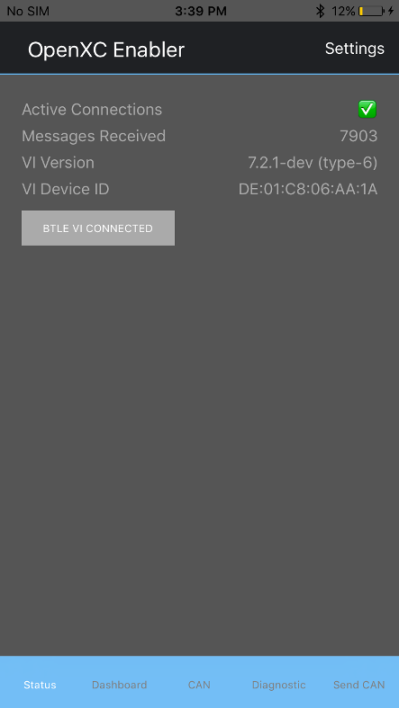 No SIM 3:39 PM 12%
OpenXC Enabler Settings
Active Connections
Messages Received 7903
VI Version 7.2.1-dev (type-6)
VI Device ID DE:01:C8:06:AA:1A
BTLE VI CONNECTED
Status Dashboard CAN Diagnostic Send CAN